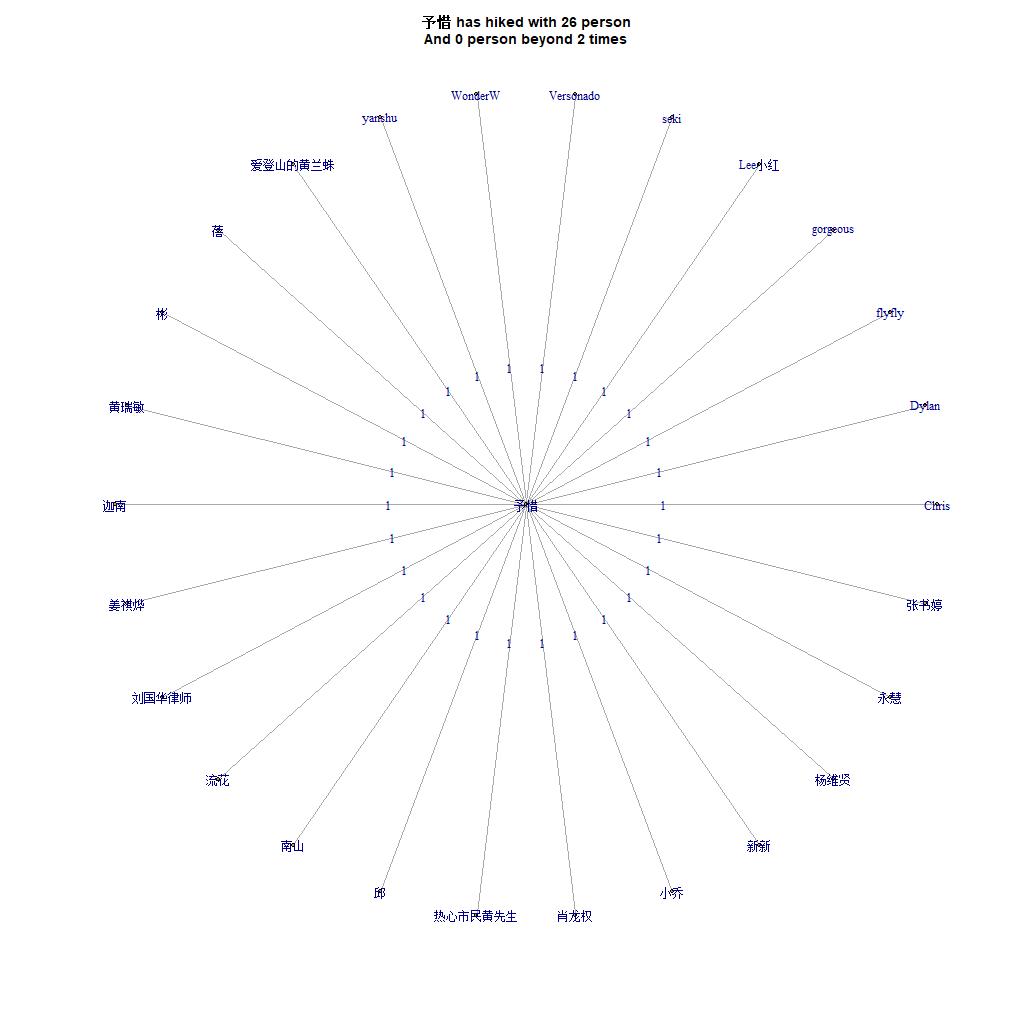 予惜 has hiked with 26 person
And 0 person beyond 2 times
WonderW
Versonado
yanshu
seki
爱登山的黄兰蛛
Lee小红
蓓
gorgeous
彬
flyfly
1
1
1
1
1
1
黄瑞敏
Dylan
1
1
1
1
1
1
迦南
1
予惜
1
Chris
1
1
1
1
姜祺烨
1
1
张书婷
1
1
1
1
1
1
刘国华律师
永慧
流花
杨维贤
南山
新新
邱
小乔
热心市民黄先生
肖龙权